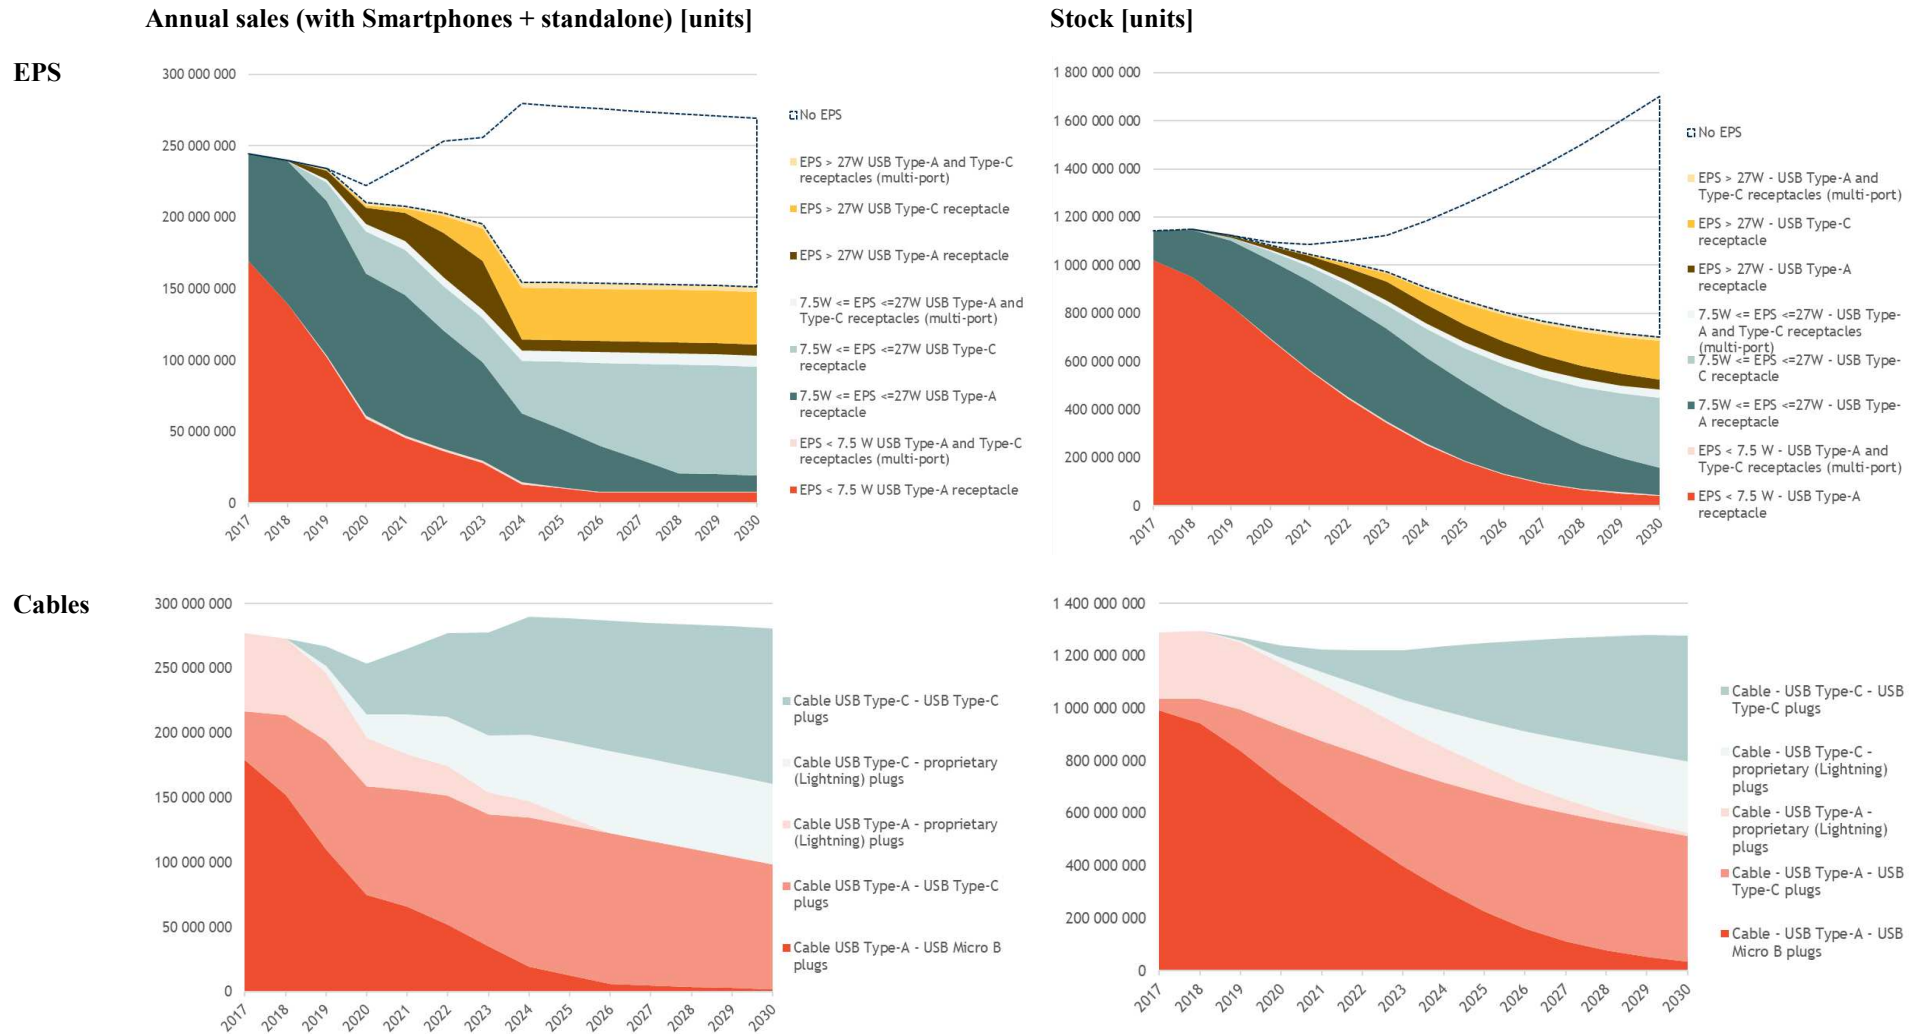 Annual sales (with Smartphones + standalone) [units]
Stock [units]
EPS
300 000 000
250 000 000
200 000 000
150 000 000
100 000 000
50 000 000
0
2017
2018
2019
2020
2021
2022
2023
2024
2025
2026
2027
2028
2029
2030
No EPS
EPS > 27W USB Type-A and Type-C
receptacles (multi-port)
EPS > 27W USB Type-C receptacle
EPS > 27W USB Type-A receptacle
7.5W <= EPS <=27W USB Type-A and
Type-C receptacles (multi-port)
7.5W <= EPS <=27W USB Type-C
receptacle
7.5W <= EPS <=27W USB Type-A
receptacle
EPS < 7.5 W USB Type-A and Type-C
receptacles (multi-port)
EPS < 7.5 W USB Type-A receptacle
1 800 000 000
1 600 000 000
1 400 000 000
1 200 000 000
1 000 000 000
800 000 000
600 000 000
400 000 000
200 000 000
0
2017
2018
2019
2020
2021
2022
2023
2024
2025
2026
2027
2028
2029
2030
No EPS
EPS > 27W - USB Type-A and
Type-C receptacles (multi-port)
EPS > 27W - USB Type-C
receptacle
EPS > 27W - USB Type-A
receptacle
7.5W <= EPS <=27W - USB Type-
A and Type-C receptacles
(multi-port)
7.5W <= EPS <=27W - USB Type-
C receptacle
7.5W <= EPS <=27W - USB Type-
A receptacle
EPS < 7.5 W - USB Type-A and
Type-C receptacles (multi-port)
EPS < 7.5 W - USB Type-A
receptacle
Cables
300 000 000
250 000 000
200 000 000
150 000 000
100 000 000
50 000 000
0
2017
2018
2019
2020
2021
2022
2023
2024
2025
2026
2027
2028
2029
2030
Cable USB Type-C - USB Type-C
plugs
Cable USB Type-C - proprietary
(Lightning) plugs
Cable USB Type-A - proprietary
(Lightning) plugs
Cable USB Type-A - USB Type-C
plugs
Cable USB Type-A - USB Micro B
plugs
1 400 000 000
1 200 000 000
1 000 000 000
800 000 000
600 000 000
400 000 000
200 000 000
0
2017
2018
2019
2020
2021
2022
2023
2024
2025
2026
2027
2028
2029
2030
Cable - USB Type-C - USB
Type-C plugs
Cable - USB Type-C -
proprietary (Lightning)
plugs
Cable - USB Type-A -
proprietary (Lightning)
plugs
Cable - USB Type-A - USB
Type-C plugs
Cable - USB Type-A - USB
Micro B plugs